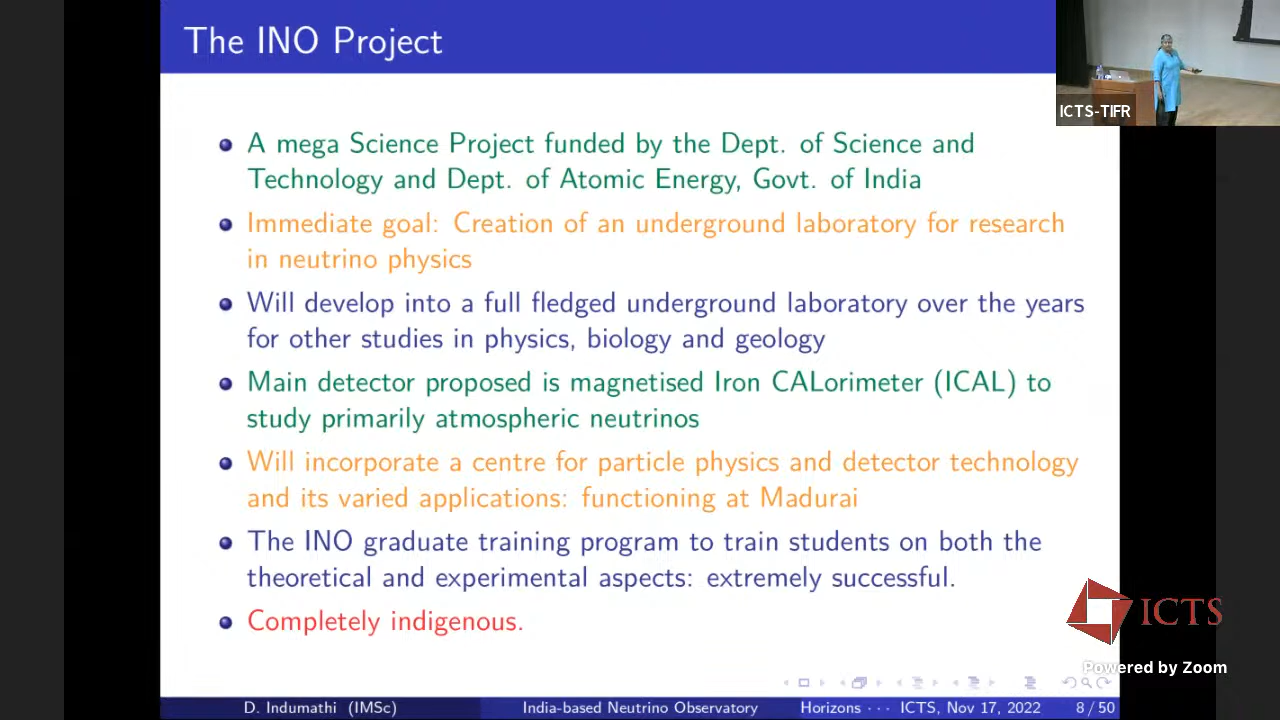 The INO Project
ICTS-TIFR
A mega Science Project funded by the Dept. of Science and
Technology and Dept. of Atomic Energy, Govt. of India
Immediate goal: Creation of an underground laboratory for research
in neutrino physics
Will develop into a full fledged underground laboratory over the years
for other studies in physics, biology and geology
Main detector proposed is magnetised Iron CALorimeter (ICAL) to
study primarily atmospheric neutrinos
Will incorporate a centre for particle physics and detector technology
and its varied applications: functioning at Madurai
The INO graduate training program to train students on both the
theoretical and experimental aspects: extremely successful.
Completely indigenous.
ICTS
Powered by Zoom
D. Indumathi (IMSc) India-based Neutrino Observatory Horizons · · · ICTS, Nov 17, 2022 8 / 50